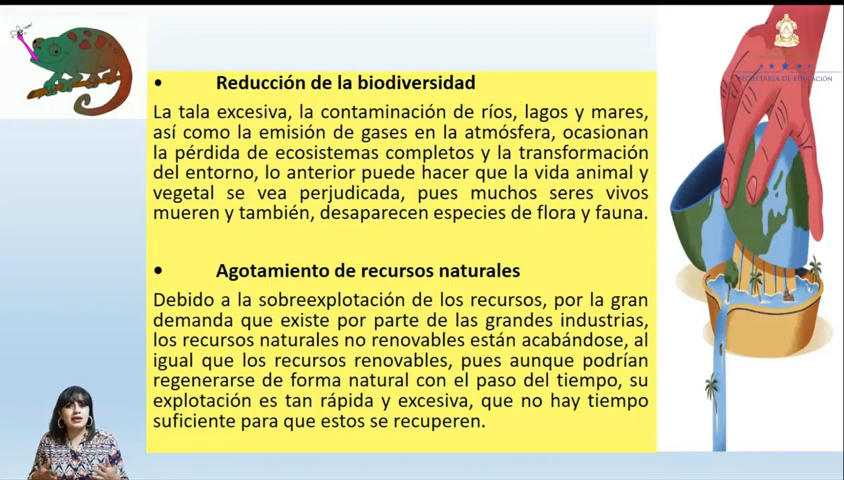 SECRETARÍA DE EDUCACIÓN
• Reducción de la biodiversidad
La tala excesiva, la contaminación de ríos, lagos y mares,
así como la emisión de gases en la atmósfera, ocasionan
la pérdida de ecosistemas completos y la transformación
del entorno, lo anterior puede hacer que la vida animal y
vegetal se vea perjudicada, pues muchos seres vivos
mueren y también, desaparecen especies de flora y fauna.
• Agotamiento de recursos naturales
Debido a la sobreexplotación de los recursos, por la gran
demanda que existe por parte de las grandes industrias,
los recursos naturales no renovables están acabándose, al
igual que los recursos renovables, pues aunque podrían
regenerarse de forma natural con el paso del tiempo, su
explotación es tan rápida y excesiva, que no hay tiempo
suficiente para que estos se recuperen.